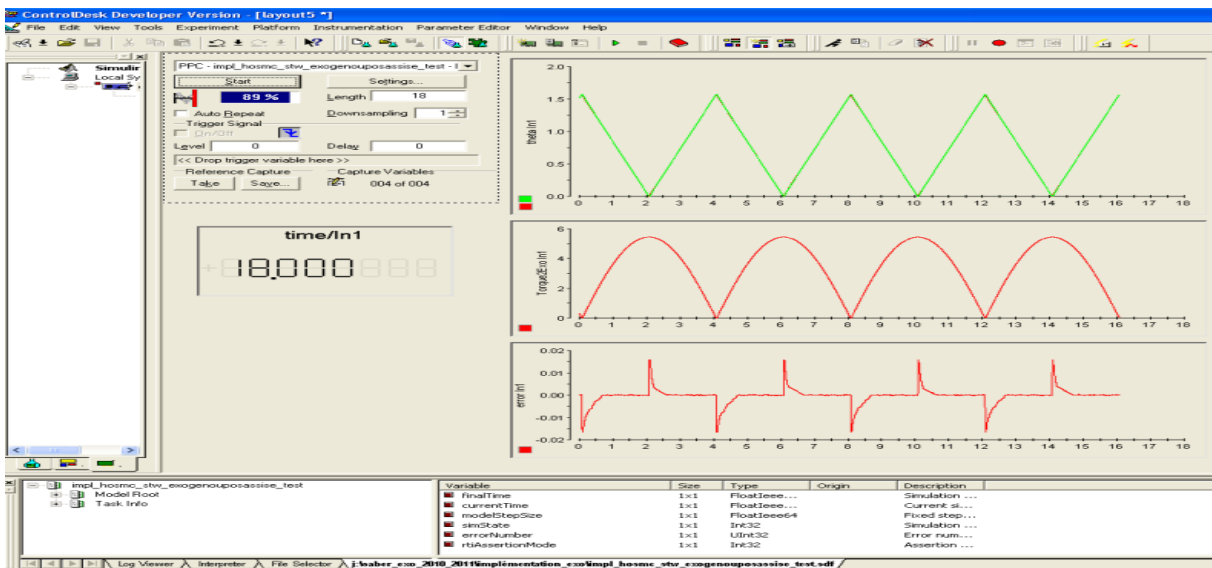 ControlDesk Developer Version - [layout5 *]
File Edit View Tools Experiment Platform Instrumentation Parameter Editor Window Help
Simulir
Local Sy
PPC - impl_hosmc_stw_exogenouposassise_test - 
Start Settings...
89 % Length 18
Auto Repeat Downsampling 1
Trigger Signal
On/Off
Level 0 Delay 0
<< Drop trigger variable here >>
Reference Capture Capture Variables
Take Save... 004 of 004
time/In1
+18.000
theta In1
2.0
1.5
1.0
0.5
0.0
0 1 2 3 4 5 6 7 8 9 10 11 12 13 14 15 16 17 18
Torque2Exo In1
6
4
2
0
0 1 2 3 4 5 6 7 8 9 10 11 12 13 14 15 16 17 18
error In1
0.02
0.01
0.00
-0.01
-0.02
0 1 2 3 4 5 6 7 8 9 10 11 12 13 14 15 16 17 18
impl_hosmc_stw_exogenouposassise_test
Model Root
Task Info
Variable Size Type Origin Description
finalTime 1x1 FloatIeee... Simulation ...
currentTime 1x1 FloatIeee... Current si...
modelStepSize 1x1 FloatIeee64 Fixed step...
simState 1x1 Int32 Simulation ...
errorNumber 1x1 UInt32 Error num...
rtiAssertionMode 1x1 Int32 Assertion ...
Log Viewer Interpreter File Selector j:\saber_exo_2010_2011\implémentation_exo\impl_hosmc_stw_exogenouposassise_test.sdf